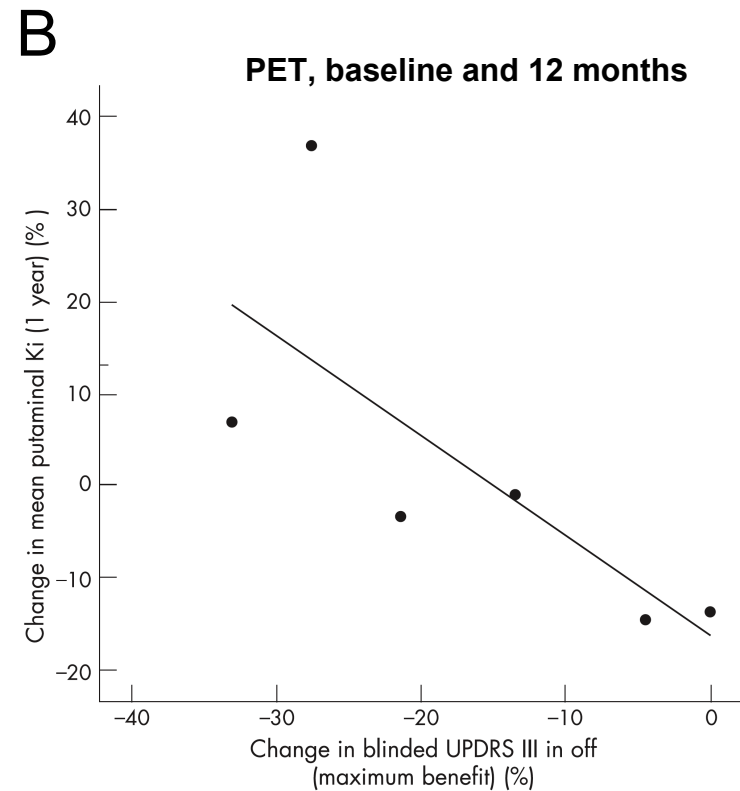 B
PET, baseline and 12 months
Change in mean putaminal Ki (1 year) (%)
40
30
20
10
0
–10
–20
–40
–30
–20
–10
0
Change in blinded UPDRS III in off
(maximum benefit) (%)